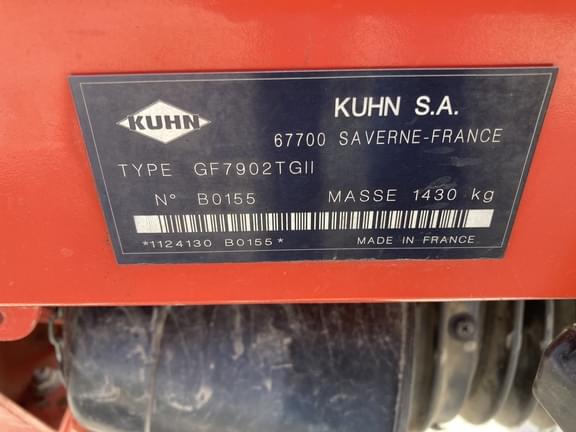 KUHN
KUHN S.A.
67700 SAVERNE-FRANCE
TYPE GF7902TGII
N° B0155 MASSE 1430 kg
*1124130 B0155*
MADE IN FRANCE